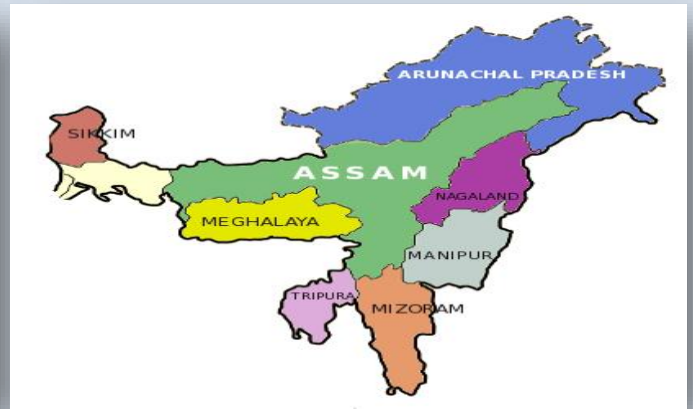 ARUNACHAL PRADESH
SIKKIM
ASSAM
NAGALAND
MEGHALAYA
MANIPUR
TRIPURA
MIZORAM